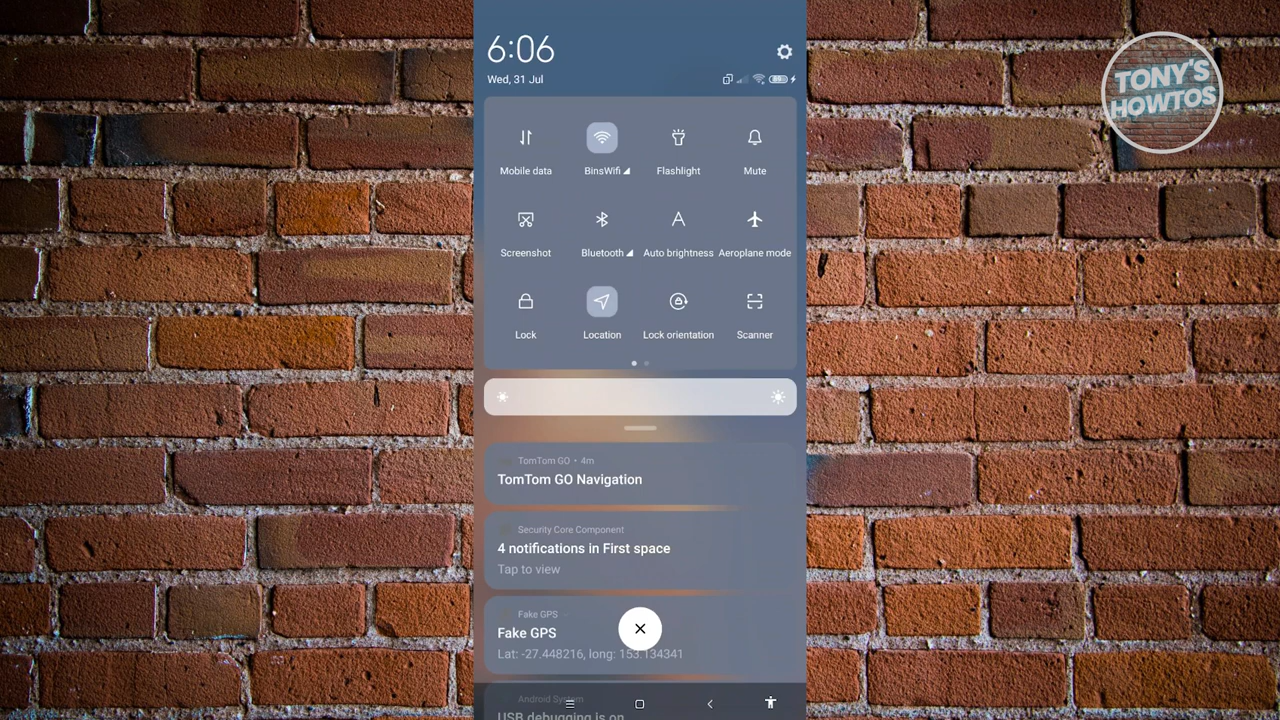 6:06
Wed, 31 Jul
TONY'S
HOWTOS
Mobile data
BinsWifi
Flashlight
Mute
Screenshot
Bluetooth
Auto brightness
Aeroplane mode
Lock
Location
Lock orientation
Scanner
TomTom GO • 4m
TomTom GO Navigation
Security Core Component
4 notifications in First space
Tap to view
Fake GPS
Fake GPS
Lat: -27.448216, long: 153.134341
Android System
USB debugging is on